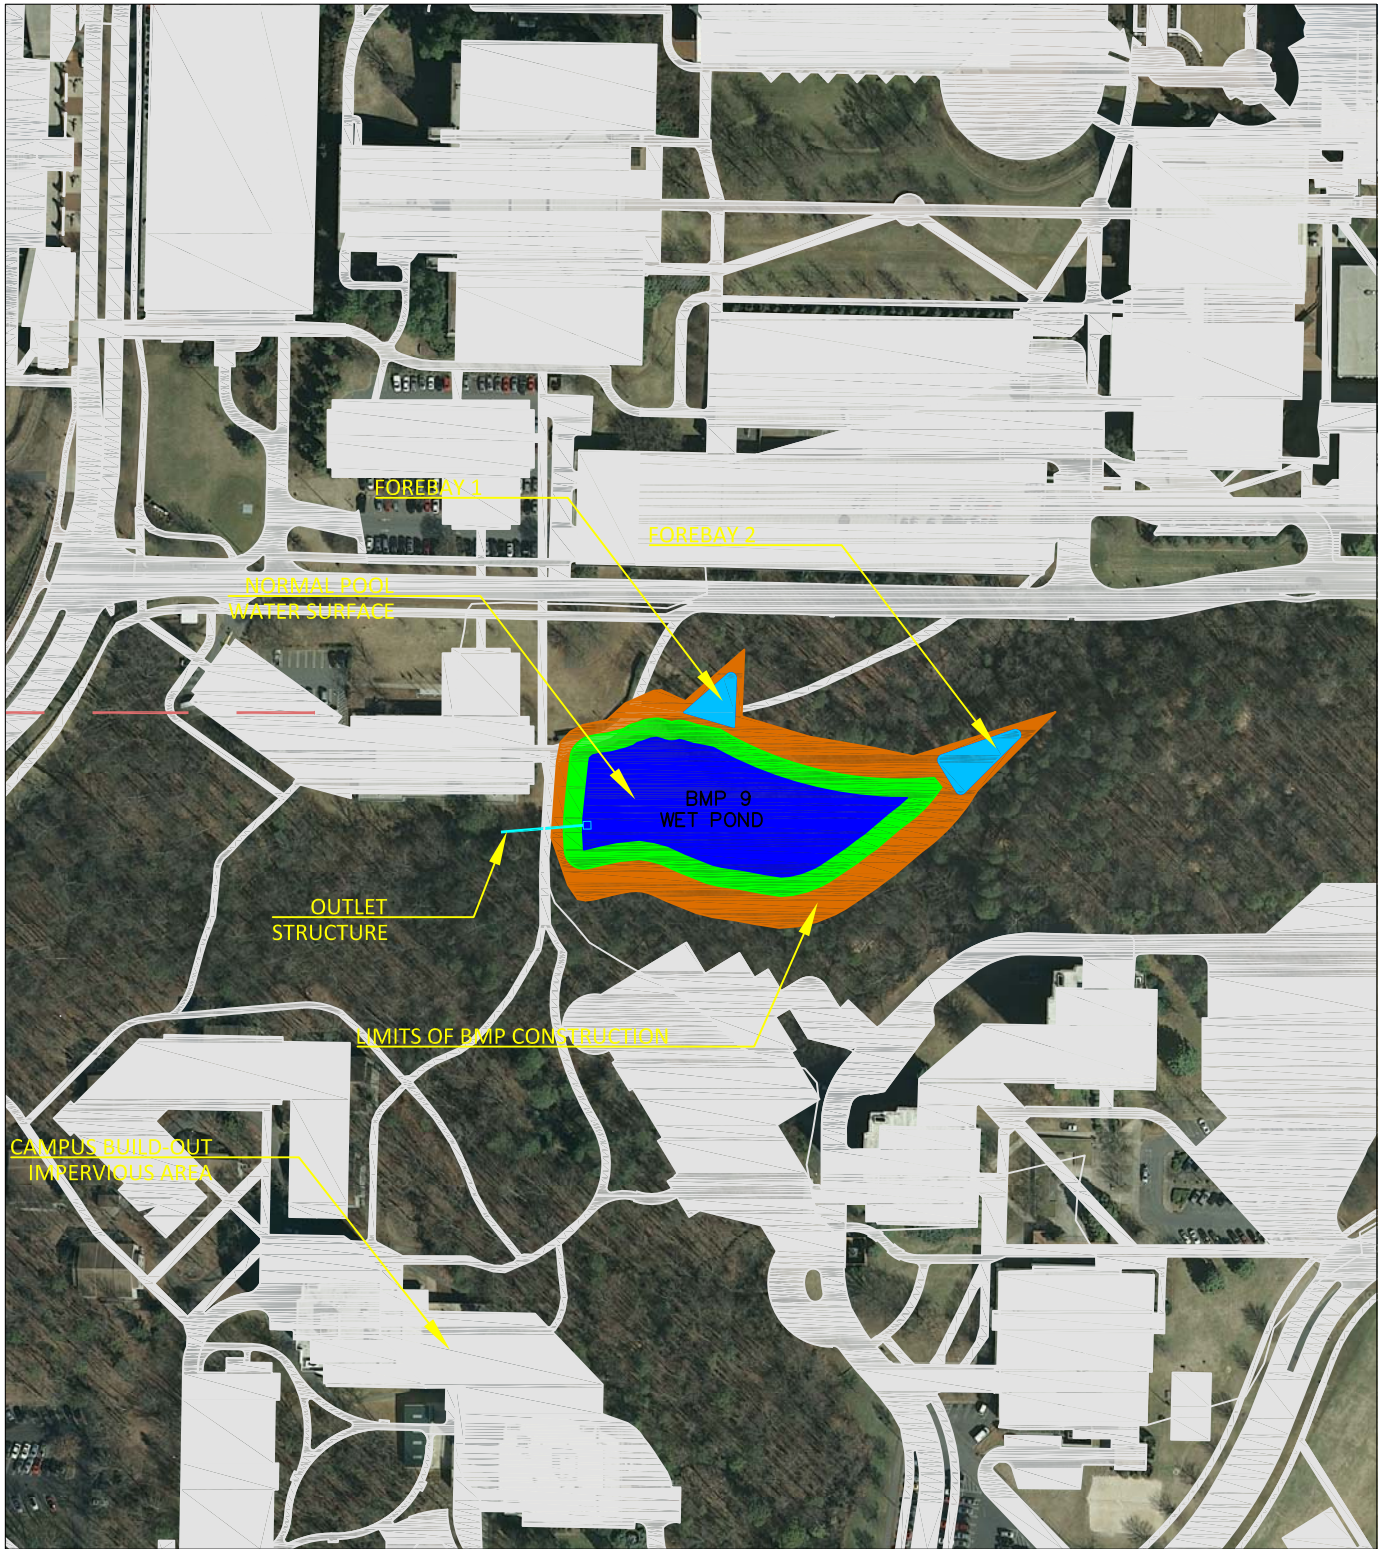 FOREBAY 1
FOREBAY 2
NORMAL POOL
WATER SURFACE
BMP 9
WET POND
OUTLET
STRUCTURE
LIMITS OF BMP CONSTRUCTION
CAMPUS BUILD-OUT
IMPERVIOUS AREA